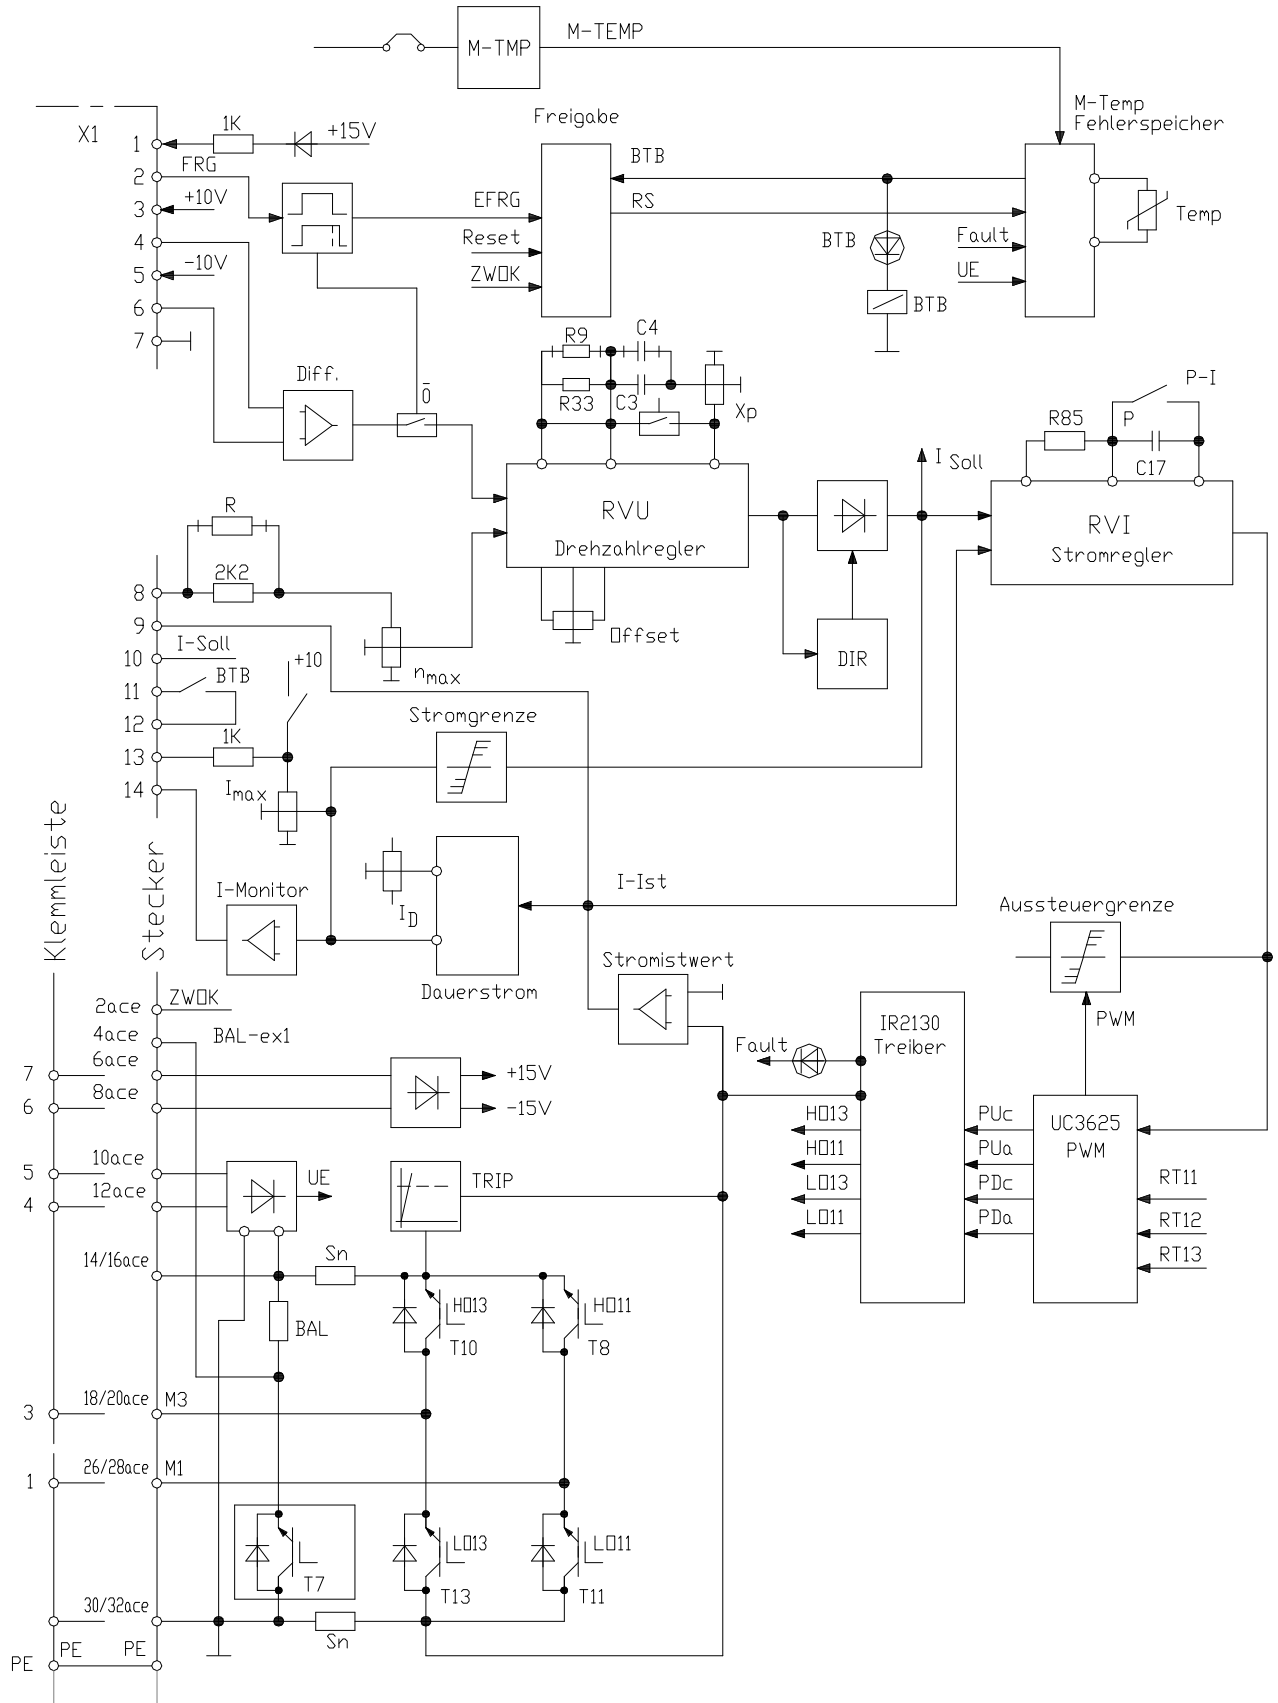 M-TMP
M-TEMP
M-Temp
Fehlerspeicher
X1
1
1K
+15V
Freigabe
2
FRG
BTB
3
+10V
EFRG
RS
Temp
4
Reset
BTB
Fault
5
-10V
ZWOK
UE
6
BTB
7
R9
C4
Diff.
0
R33
C3
Xp
P-I
R85
P
C17
I Soll
R
RVU
Drehzahlregler
RVI
Stromregler
8
2K2
9
Offset
10
I-Soll
+10
DIR
11
BTB
nmax
12
Stromgrenze
13
1K
14
Imax
Klemmleiste
Stecker
I-Monitor
ID
I-Ist
Aussteuergrenze
Dauerstrom
Stromistwert
2ace
ZWOK
PWM
4ace
BAL-ex1
IR2130
Treiber
Fault
7
6ace
+15V
6
8ace
-15V
HO13
PUc
UC3625
PWM
HO11
PUa
5
10ace
UE
TRIP
LO13
PDc
RT11
4
12ace
LO11
PDa
RT12
RT13
14/16ace
Sn
HO13
HO11
BAL
T10
T8
3
18/20ace
M3
1
26/28ace
M1
LO13
LO11
T7
T13
T11
30/32ace
Sn
PE
PE
PE